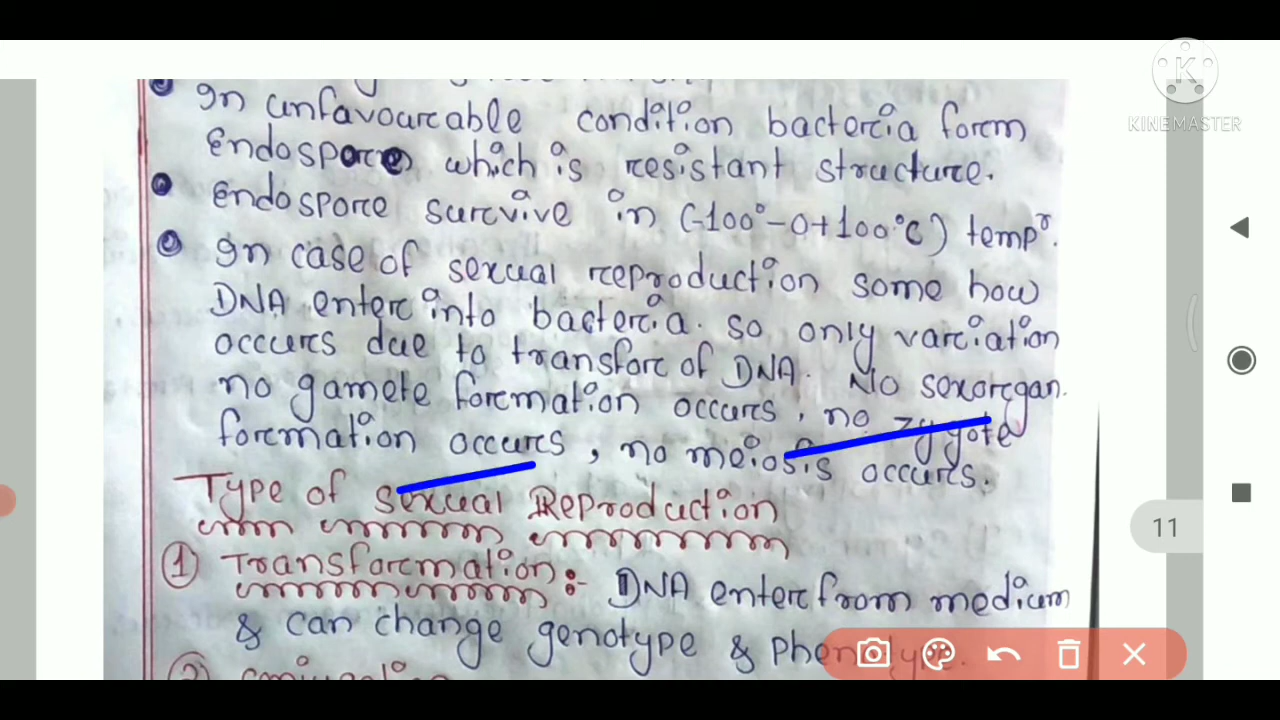 In unfavourable condition bacteria form
Endospore which is resistant structure.
Endospore survive in (-100° - 0 + 100°C) tempr.
In case of sexual reproduction some how
DNA enter into bacteria. so only variation
occurs due to transfor of DNA. No sexorgan.
no gamete formation occurs, no zygote
formation occurs, no meiosis occurs.
Type of Sexual Reproduction
① Transformation :- DNA enter from medium
& can change genotype & phenotype.
② conjugation
KINEMASTER
11